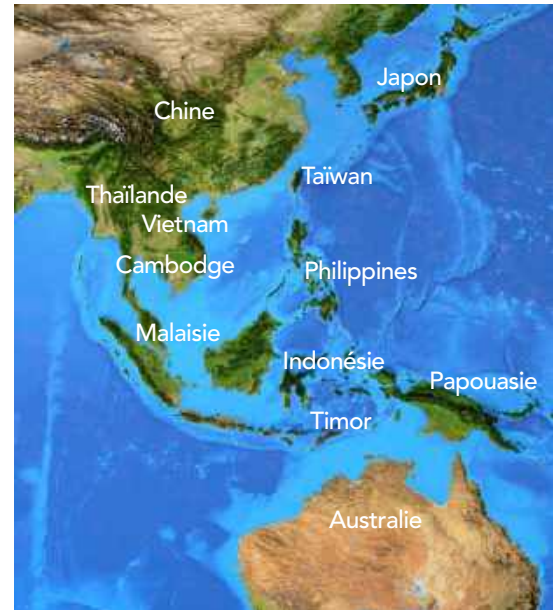 Japon
Chine
Taïwan
Thaïlande
Vietnam
Cambodge
Philippines
Malaisie
Indonésie
Papouasie
Timor
Australie